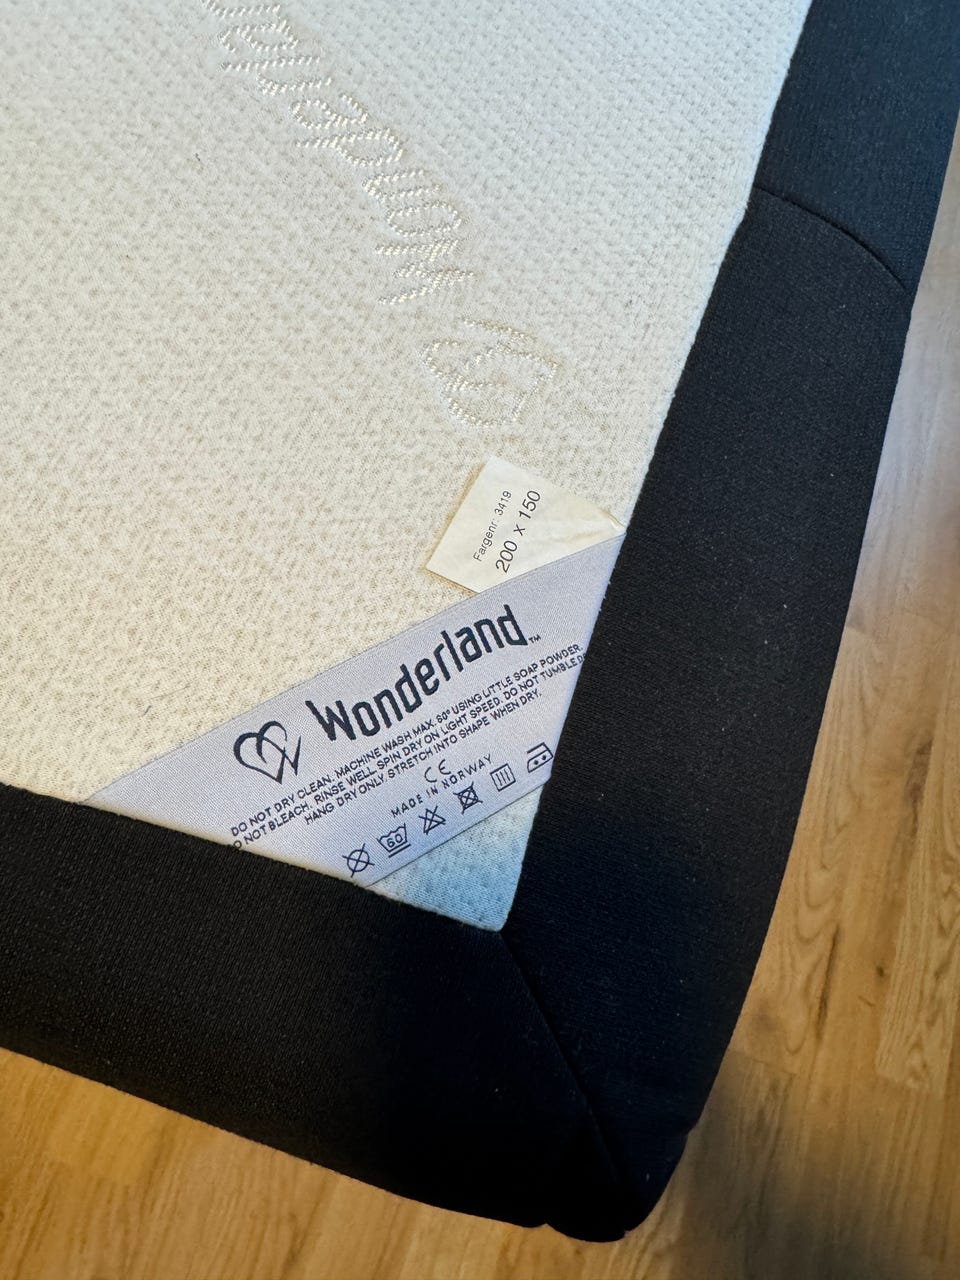 Wonderland
Fargenr: 3419
200 x 150
Wonderland™
DO NOT DRY CLEAN. MACHINE WASH MAX. 60° USING LITTLE SOAP POWDER.
DO NOT BLEACH. RINSE WELL. SPIN DRY ON LIGHT SPEED. DO NOT TUMBLE
HANG DRY ONLY. STRETCH INTO SHAPE WHEN DRY.
CE
MADE IN NORWAY
60